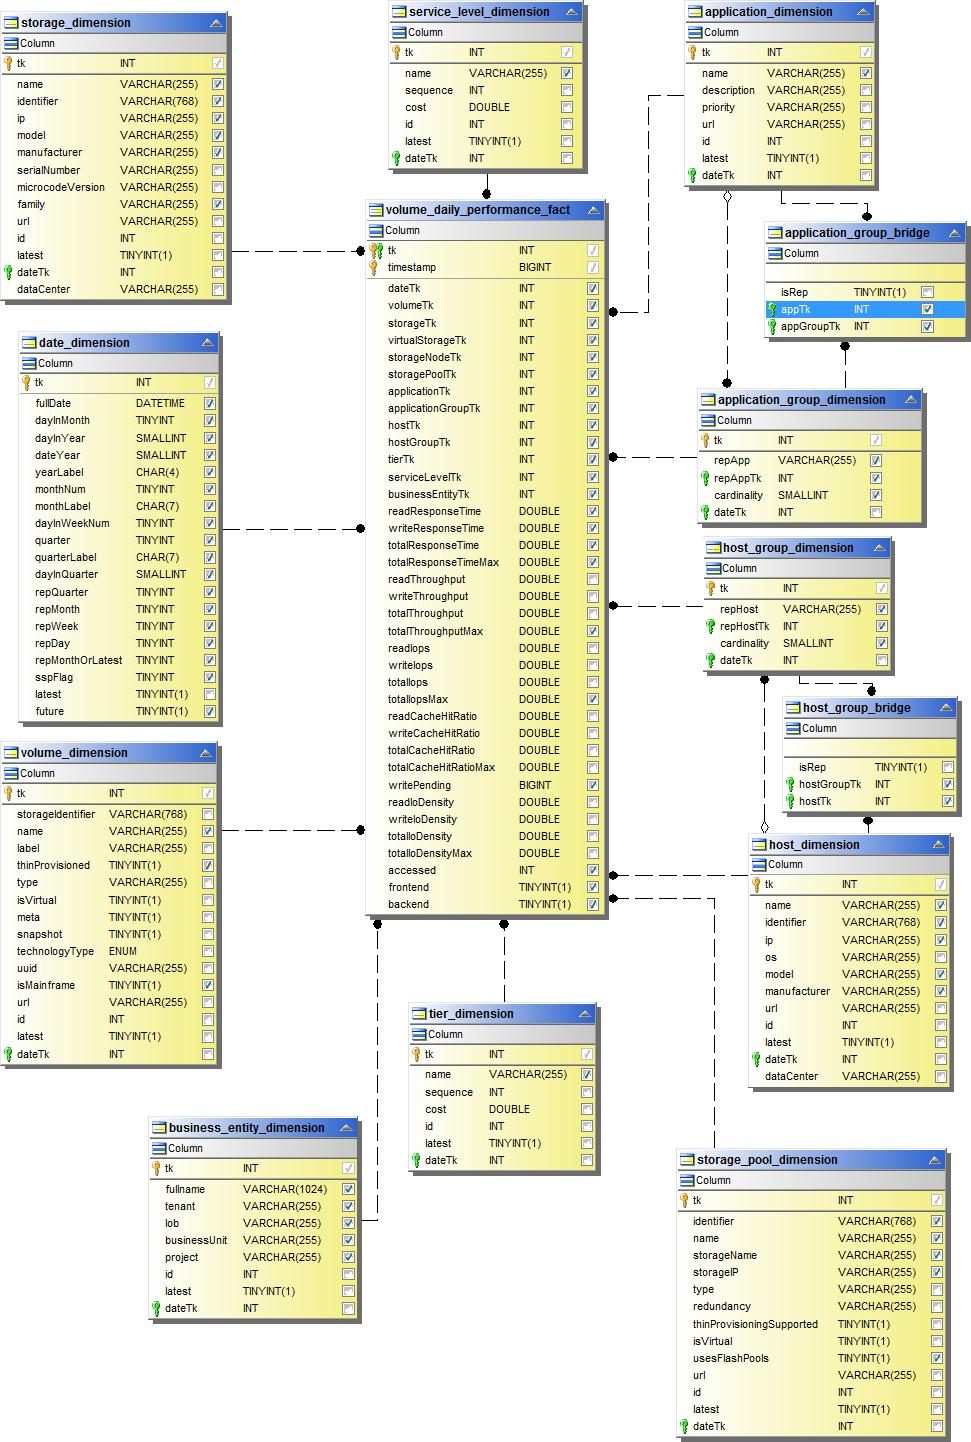 storage_dimension
Column
tk INT
name VARCHAR(255)
identifier VARCHAR(768)
ip VARCHAR(255)
model VARCHAR(255)
manufacturer VARCHAR(255)
serialNumber VARCHAR(255)
microcodeVersion VARCHAR(255)
family VARCHAR(255)
url VARCHAR(255)
id INT
latest TINYINT(1)
dateTk INT
dataCenter VARCHAR(255)
service_level_dimension
Column
tk INT
name VARCHAR(255)
sequence INT
cost DOUBLE
id INT
latest TINYINT(1)
dateTk INT
application_dimension
Column
tk INT
name VARCHAR(255)
description VARCHAR(255)
priority VARCHAR(255)
url VARCHAR(255)
id INT
latest TINYINT(1)
dateTk INT
application_group_bridge
Column
isRep TINYINT(1)
appTk INT
appGroupTk INT
volume_daily_performance_fact
Column
tk INT
timestamp BIGINT
dateTk INT
volumeTk INT
storageTk INT
virtualStorageTk INT
storageNodeTk INT
storagePoolTk INT
applicationTk INT
applicationGroupTk INT
hostTk INT
hostGroupTk INT
tierTk INT
serviceLevelTk INT
businessEntityTk INT
readResponseTime DOUBLE
writeResponseTime DOUBLE
totalResponseTime DOUBLE
totalResponseTimeMax DOUBLE
readThroughput DOUBLE
writeThroughput DOUBLE
totalThroughput DOUBLE
totalThroughputMax DOUBLE
readIops DOUBLE
writeIops DOUBLE
totalIops DOUBLE
totalIopsMax DOUBLE
readCacheHitRatio DOUBLE
writeCacheHitRatio DOUBLE
totalCacheHitRatio DOUBLE
totalCacheHitRatioMax DOUBLE
writePending BIGINT
readIoDensity DOUBLE
writeIoDensity DOUBLE
totalIoDensity DOUBLE
totalIoDensityMax DOUBLE
accessed INT
frontend TINYINT(1)
backend TINYINT(1)
date_dimension
Column
tk INT
fullDate DATETIME
dayInMonth TINYINT
dayInYear SMALLINT
dateYear SMALLINT
yearLabel CHAR(4)
monthNum TINYINT
monthLabel CHAR(7)
dayInWeekNum TINYINT
quarter TINYINT
quarterLabel CHAR(7)
dayInQuarter SMALLINT
repQuarter TINYINT
repMonth TINYINT
repWeek TINYINT
repDay TINYINT
repMonthOrLatest TINYINT
sspFlag TINYINT
latest TINYINT(1)
future TINYINT(1)
application_group_dimension
Column
tk INT
repApp VARCHAR(255)
repAppTk INT
cardinality SMALLINT
dateTk INT
host_group_dimension
Column
tk INT
repHost VARCHAR(255)
repHostTk INT
cardinality SMALLINT
dateTk INT
host_group_bridge
Column
isRep TINYINT(1)
hostGroupTk INT
hostTk INT
volume_dimension
Column
tk INT
storageIdentifier VARCHAR(768)
name VARCHAR(255)
label VARCHAR(255)
thinProvisioned TINYINT(1)
type VARCHAR(255)
isVirtual TINYINT(1)
meta TINYINT(1)
snapshot TINYINT(1)
technologyType ENUM
uuid VARCHAR(255)
isMainframe TINYINT(1)
url VARCHAR(255)
id INT
latest TINYINT(1)
dateTk INT
host_dimension
Column
tk INT
name VARCHAR(255)
identifier VARCHAR(768)
ip VARCHAR(255)
os VARCHAR(255)
model VARCHAR(255)
manufacturer VARCHAR(255)
url VARCHAR(255)
id INT
latest TINYINT(1)
dateTk INT
dataCenter VARCHAR(255)
tier_dimension
Column
tk INT
name VARCHAR(255)
sequence INT
cost DOUBLE
id INT
latest TINYINT(1)
dateTk INT
business_entity_dimension
Column
tk INT
fullname VARCHAR(1024)
tenant VARCHAR(255)
lob VARCHAR(255)
businessUnit VARCHAR(255)
project VARCHAR(255)
id INT
latest TINYINT(1)
dateTk INT
storage_pool_dimension
Column
tk INT
identifier VARCHAR(768)
name VARCHAR(255)
storageName VARCHAR(255)
storageIP VARCHAR(255)
type VARCHAR(255)
redundancy VARCHAR(255)
thinProvisioningSupported TINYINT(1)
isVirtual TINYINT(1)
usesFlashPools TINYINT(1)
url VARCHAR(255)
id INT
latest TINYINT(1)
dateTk INT